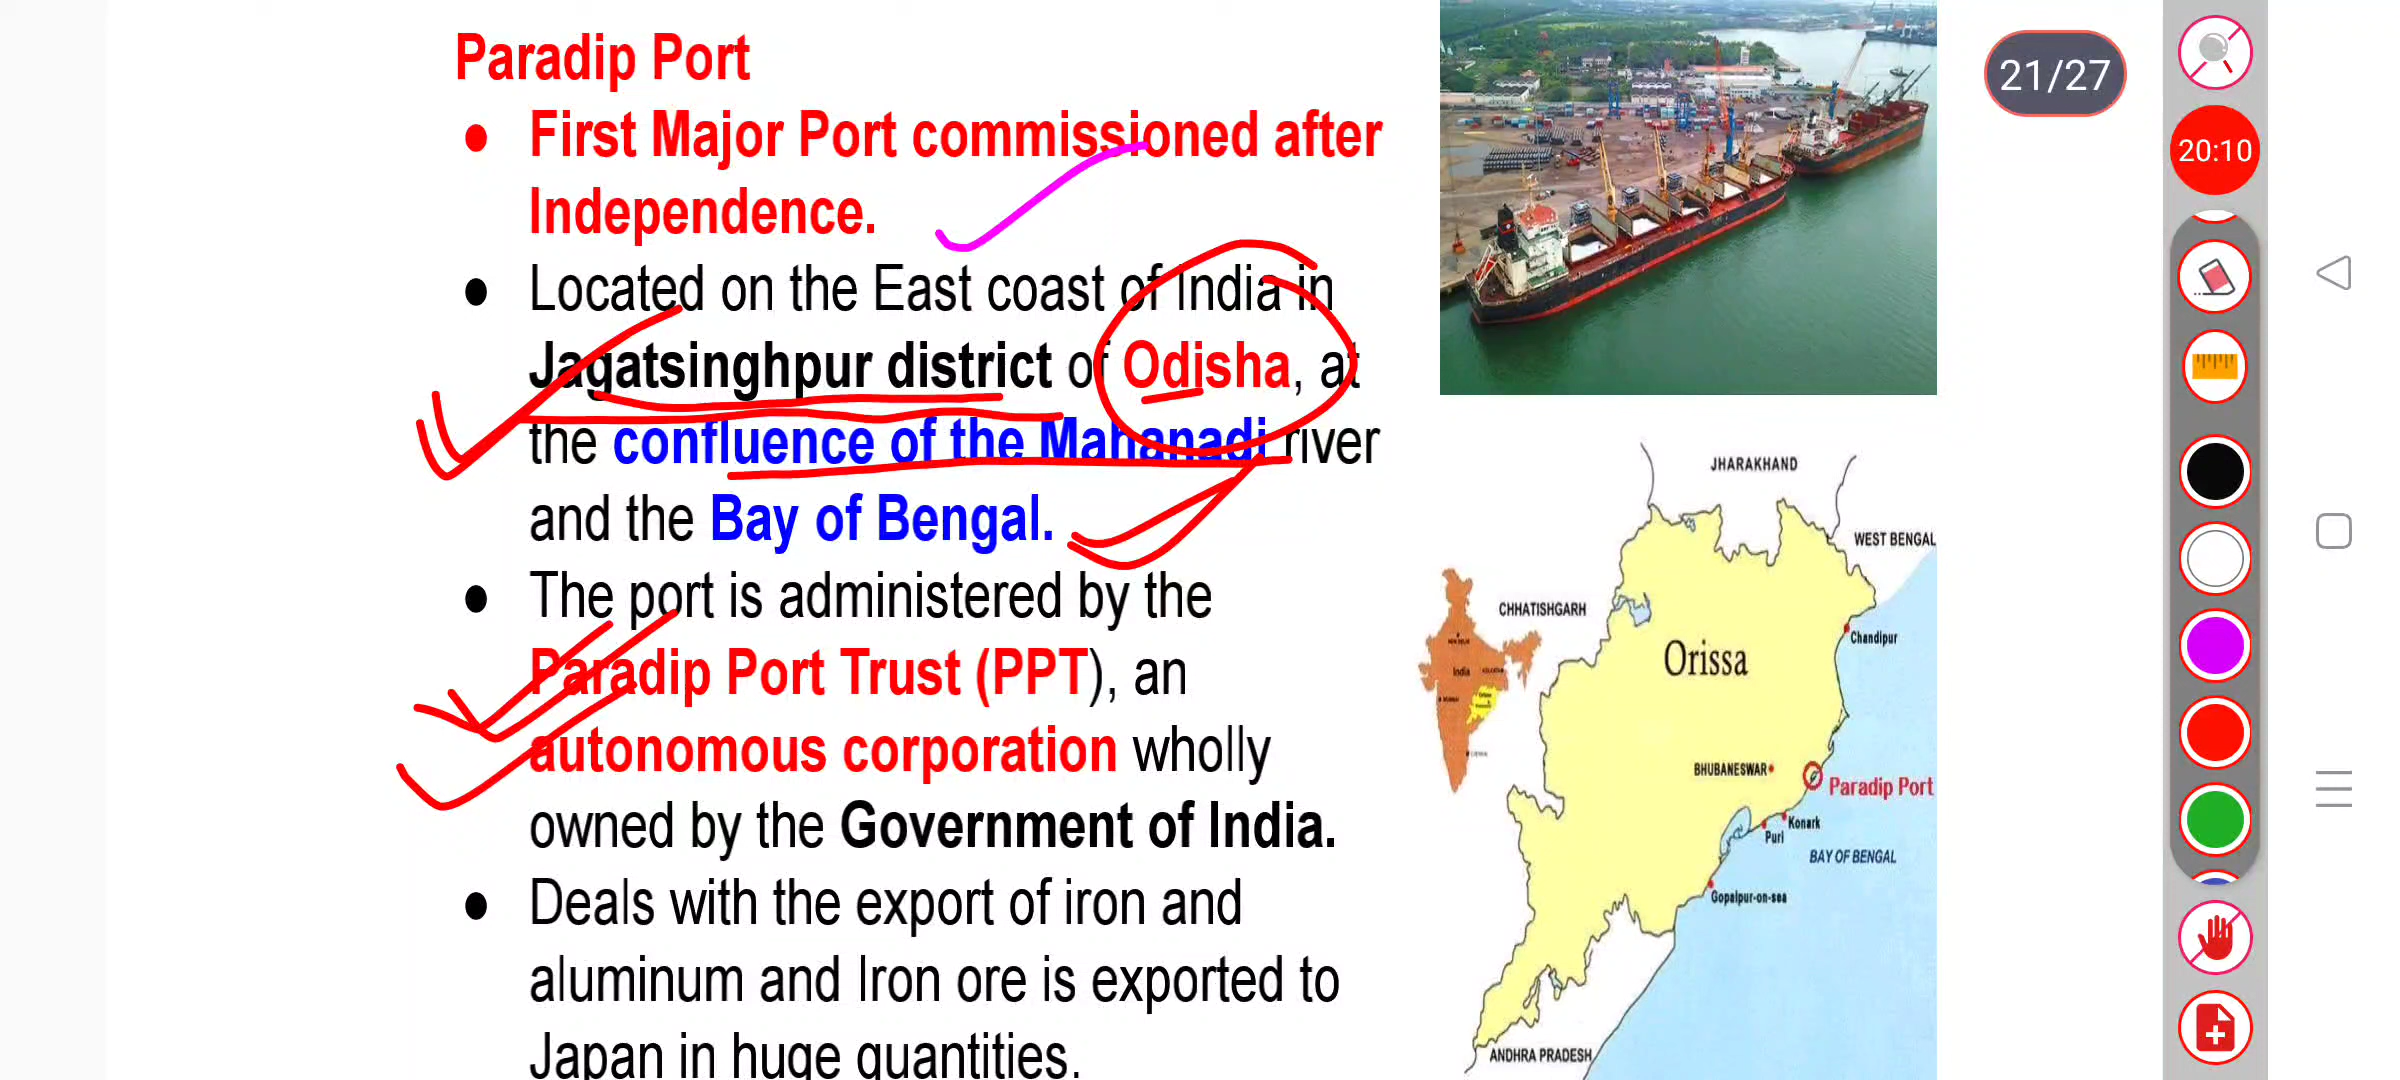 Paradip Port
● First Major Port commissioned after
Independence.
● Located on the East coast of India in
Jagatsinghpur district of Odisha, at
the confluence of the Mahanadi river
and the Bay of Bengal.
● The port is administered by the
Paradip Port Trust (PPT), an
autonomous corporation wholly
owned by the Government of India.
● Deals with the export of iron and
aluminum and Iron ore is exported to
Japan in huge quantities.
21/27
20:10
JHARAKHAND
WEST BENGAL
CHHATISHGARH
Chandipur
Orissa
India
BHUBANESWAR
Paradip Port
Konark
Puri
BAY OF BENGAL
Gopalpur-on-sea
ANDHRA PRADESH